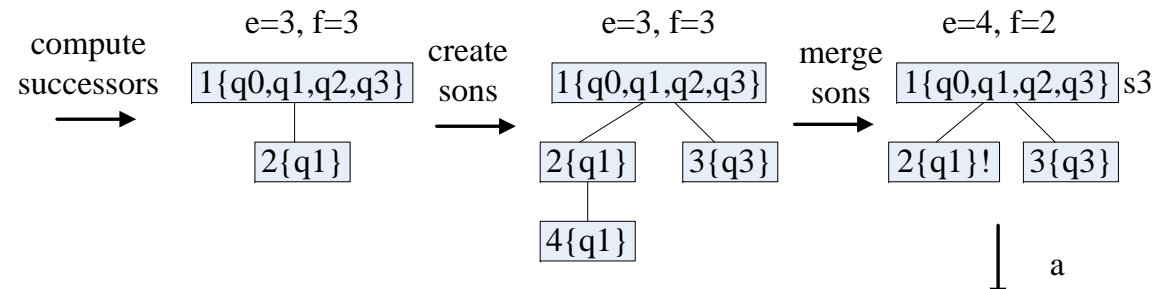 compute
successors
e=3, f=3
1{q0,q1,q2,q3}
2{q1}
create
sons
e=3, f=3
1{q0,q1,q2,q3}
2{q1}
3{q3}
4{q1}
merge
sons
e=4, f=2
1{q0,q1,q2,q3} s3
2{q1}!
3{q3}
a